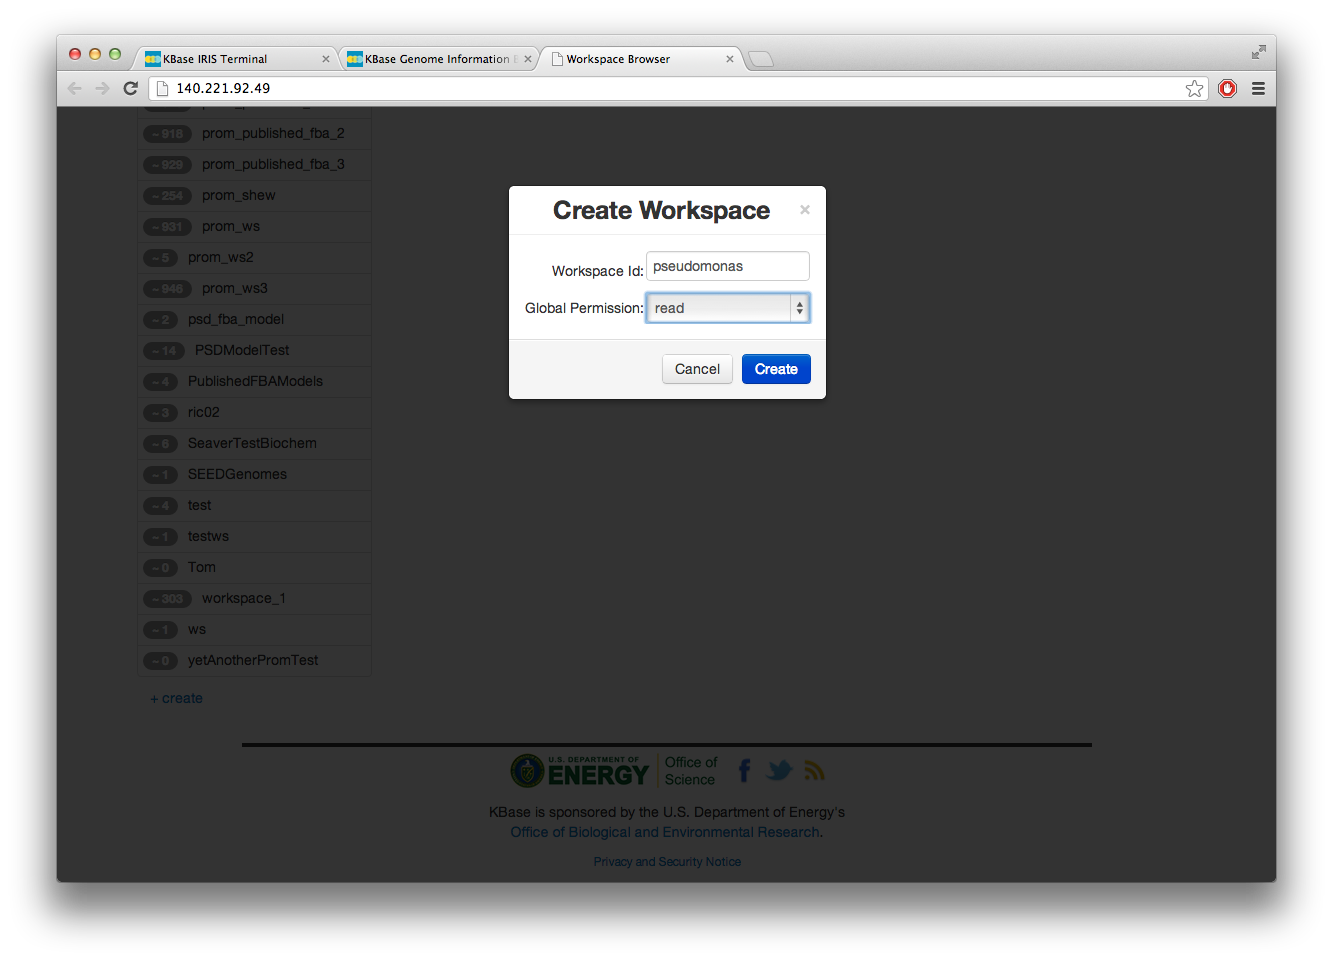 KBase IRIS Terminal
KBase Genome Information
Workspace Browser
140.221.92.49
~ 918 prom_published_fba_2
~ 929 prom_published_fba_3
~ 254 prom_shew
~ 931 prom_ws
~ 5 prom_ws2
~ 946 prom_ws3
~ 2 psd_fba_model
~ 14 PSDModelTest
~ 4 PublishedFBAModels
~ 3 ric02
~ 6 SeaverTestBiochem
~ 1 SEEDGenomes
~ 4 test
~ 1 testws
~ 0 Tom
~ 303 workspace_1
~ 1 ws
~ 0 yetAnotherPromTest
+ create
Create Workspace ×
Workspace Id: pseudomonas
Global Permission: read
Cancel Create
U.S. DEPARTMENT OF
ENERGY
Office of
Science
KBase is sponsored by the U.S. Department of Energy's
Office of Biological and Environmental Research.
Privacy and Security Notice